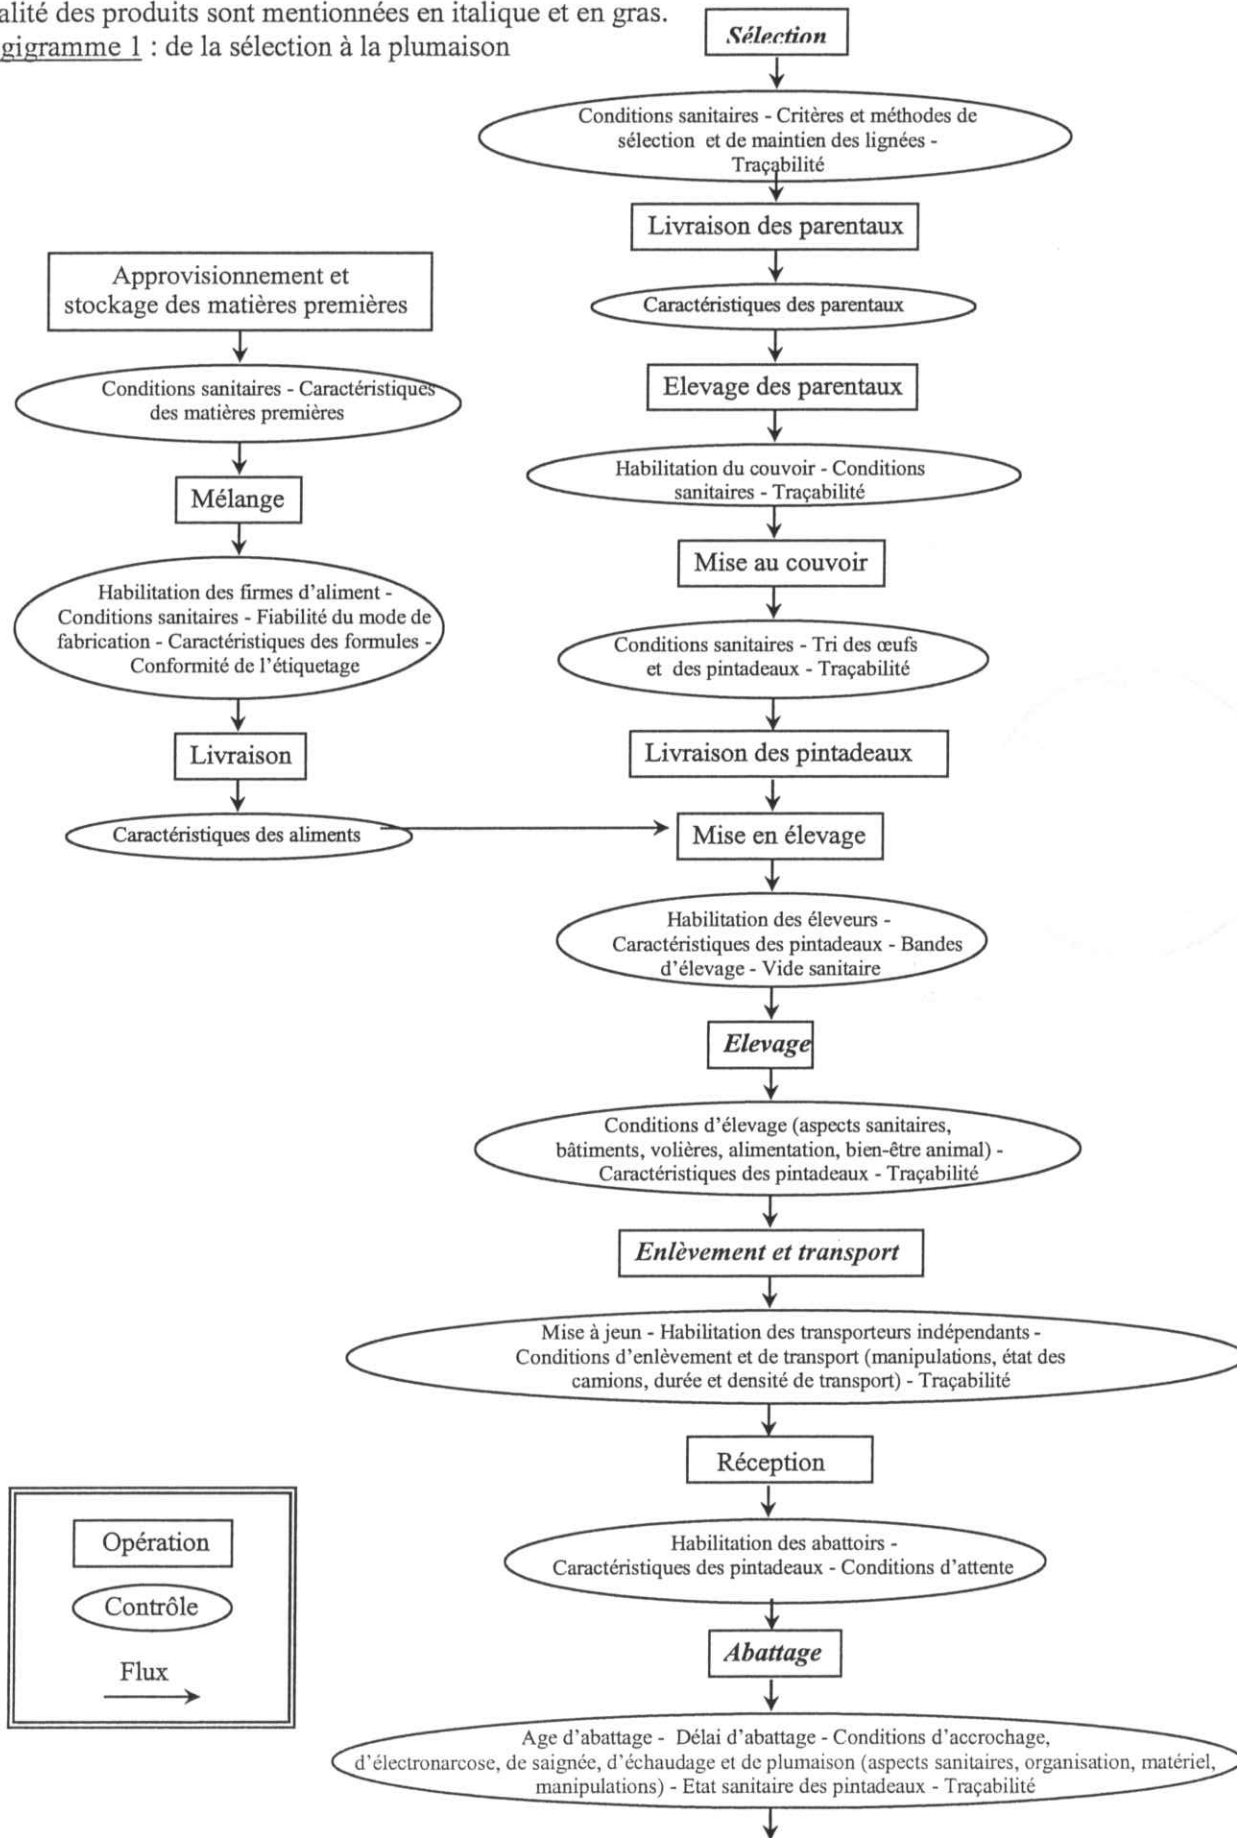 alité des produits sont mentionnées en italique et en gras.
gigramme 1 : de la sélection à la plumaison
Sélection
Conditions sanitaires - Critères et méthodes de
sélection et de maintien des lignées -
Traçabilité
Livraison des parentaux
Caractéristiques des parentaux
Elevage des parentaux
Habilitation du couvoir - Conditions
sanitaires - Traçabilité
Mise au couvoir
Conditions sanitaires - Tri des œufs
et des pintadeaux - Traçabilité
Livraison des pintadeaux
Approvisionnement et
stockage des matières premières
Conditions sanitaires - Caractéristiques
des matières premières
Mélange
Habilitation des firmes d'aliment -
Conditions sanitaires - Fiabilité du mode de
fabrication - Caractéristiques des formules -
Conformité de l'étiquetage
Livraison
Caractéristiques des aliments
Mise en élevage
Habilitation des éleveurs -
Caractéristiques des pintadeaux - Bandes
d'élevage - Vide sanitaire
Elevage
Conditions d'élevage (aspects sanitaires,
bâtiments, volières, alimentation, bien-être animal) -
Caractéristiques des pintadeaux - Traçabilité
Enlèvement et transport
Mise à jeun - Habilitation des transporteurs indépendants -
Conditions d'enlèvement et de transport (manipulations, état des
camions, durée et densité de transport) - Traçabilité
Réception
Habilitation des abattoirs -
Caractéristiques des pintadeaux - Conditions d'attente
Abattage
Age d'abattage - Délai d'abattage - Conditions d'accrochage,
d'électronarcose, de saignée, d'échaudage et de plumaison (aspects sanitaires, organisation, matériel,
manipulations) - Etat sanitaire des pintadeaux - Traçabilité
Opération
Contrôle
Flux